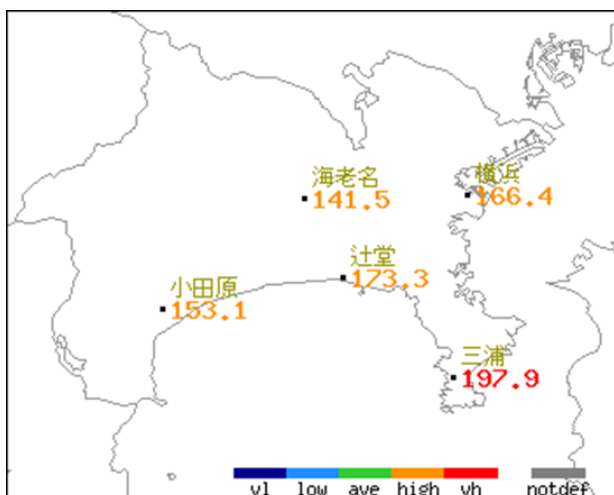 海老名
141.5
横浜
166.4
辻堂
173.3
小田原
153.1
三浦
197.9
vl low ave high vh notdef